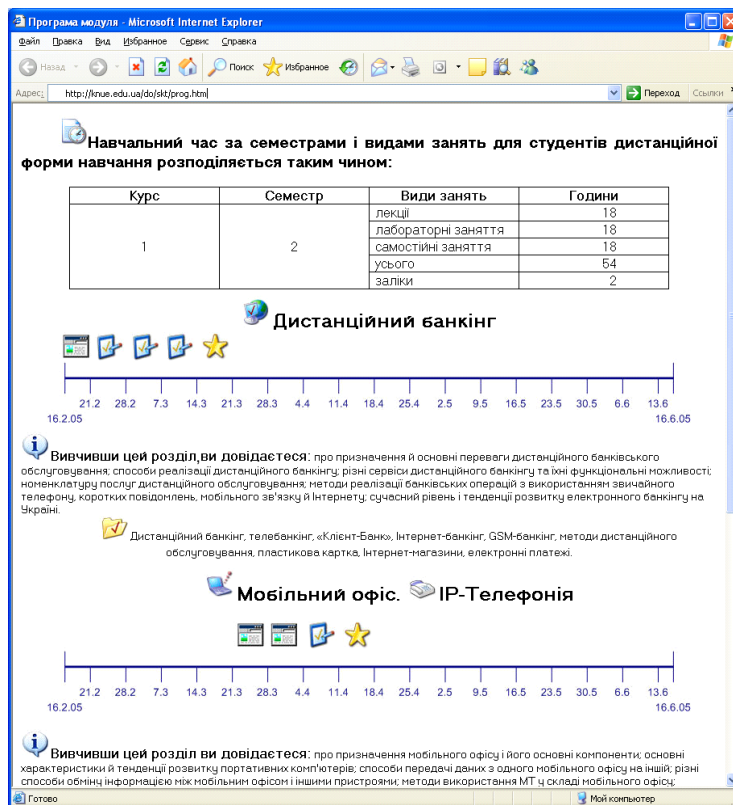 Програма модуля - Microsoft Internet Explorer
Файл Правка Вид Избранное Сервис Справка
Назад Поиск Избранное
Адрес: http://knue.edu.ua/do/skt/prog.htm Переход Ссылки
Навчальний час за семестрами і видами занять для студентів дистанційної
форми навчання розподіляється таким чином:
Курс Семестр Види занять Години
1 2 лекції 18
лабораторні заняття 18
самостійні заняття 18
усього 54
заліки 2
Дистанційний банкінг
21.2 28.2 7.3 14.3 21.3 28.3 4.4 11.4 18.4 25.4 2.5 9.5 16.5 23.5 30.5 6.6 13.6
16.2.05 16.6.05
Вивчивши цей розділ,ви довідаєтеся: про призначення й основні переваги дистанційного банківського
обслуговування; способи реалізації дистанційного банкінгу; різні сервіси дистанційного банкінгу та їхні функціональні можливості;
номенклатуру послуг дистанційного обслуговування; методи реалізації банківських операцій з використанням звичайного
телефону, коротких повідомлень, мобільного зв'язку й Інтернету; сучасний рівень і тенденції розвитку електронного банкінгу на
Україні.
Дистанційний банкінг, телебанкінг, «Клієнт-Банк», Інтернет-банкінг, GSM-банкінг, методи дистанційного
обслуговування, пластикова картка, Інтернет-магазини, електронні платежі.
Мобільний офіс. IP-Телефонія
21.2 28.2 7.3 14.3 21.3 28.3 4.4 11.4 18.4 25.4 2.5 9.5 16.5 23.5 30.5 6.6 13.6
16.2.05 16.6.05
Вивчивши цей розділ ви довідаєтеся: про призначення мобільного офісу і його основні компоненти; основні
характеристики й тенденції розвитку портативних комп'ютерів; способи передачі даних з одного мобільного офісу на іншій; різні
способи обміну інформацією між мобільним офісом і іншими пристроями; методи використання МТ у складі мобільного офісу;
Готово Мой компьютер